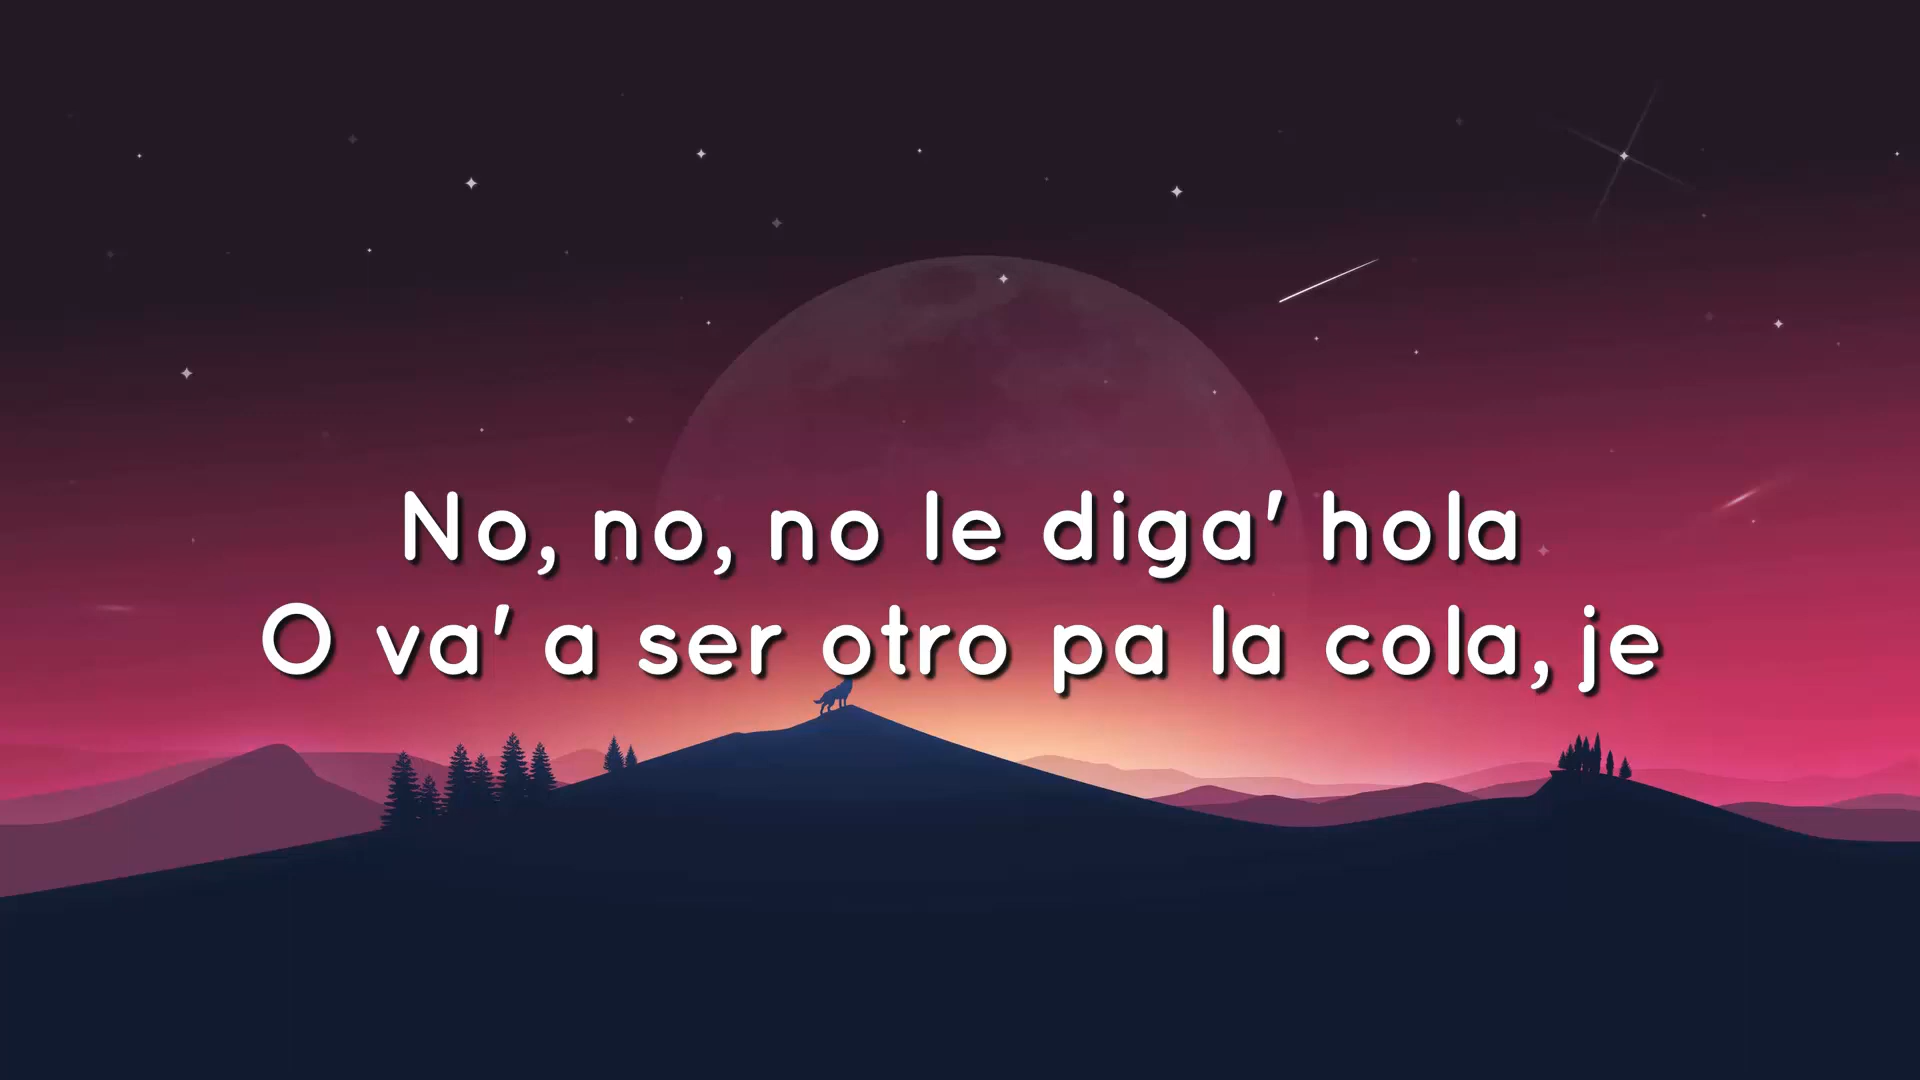 No, no, no le diga' hola
O va' a ser otro pa la cola, je